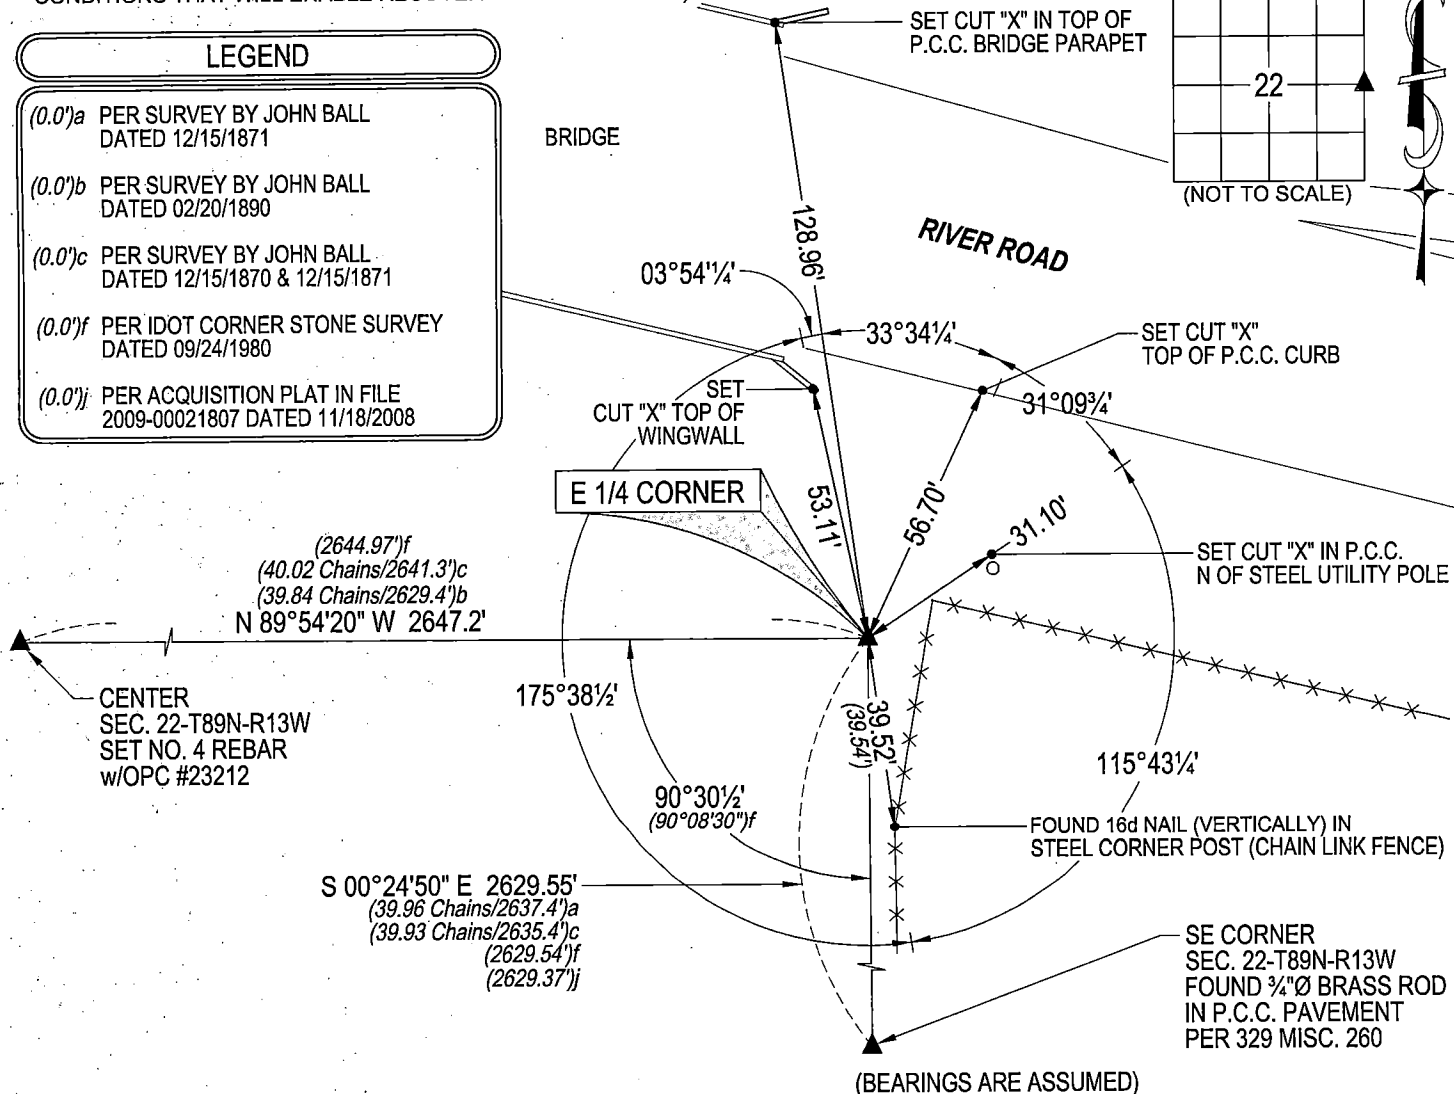 LEGEND
(0.0')a PER SURVEY BY JOHN BALL
DATED 12/15/1871
(0.0')b PER SURVEY BY JOHN BALL
DATED 02/20/1890
(0.0')c PER SURVEY BY JOHN BALL
DATED 12/15/1870 & 12/15/1871
(0.0')f PER IDOT CORNER STONE SURVEY
DATED 09/24/1980
(0.0')j PER ACQUISITION PLAT IN FILE
2009-00021807 DATED 11/18/2008
SET CUT "X" IN TOP OF
P.C.C. BRIDGE PARAPET
22
(NOT TO SCALE)
BRIDGE
128.96'
RIVER ROAD
03°54'¼'
33°34¼'
SET CUT "X"
TOP OF P.C.C. CURB
31°09¾'
SET
CUT "X" TOP OF
WINGWALL
E 1/4 CORNER
53.11'
56.70'
31.10'
SET CUT "X" IN P.C.C.
N OF STEEL UTILITY POLE
(2644.97')f
(40.02 Chains/2641.3')c
(39.84 Chains/2629.4')b
N 89°54'20" W 2647.2'
CENTER
SEC. 22-T89N-R13W
SET NO. 4 REBAR
w/OPC #23212
175°38½'
39.52'
(39.54')
90°30½'
(90°08'30")f
115°43¼'
FOUND 16d NAIL (VERTICALLY) IN
STEEL CORNER POST (CHAIN LINK FENCE)
S 00°24'50" E 2629.55'
(39.96 Chains/2637.4')a
(39.93 Chains/2635.4')c
(2629.54')f
(2629.37')j
SE CORNER
SEC. 22-T89N-R13W
FOUND ¾"Ø BRASS ROD
IN P.C.C. PAVEMENT
PER 329 MISC. 260
(BEARINGS ARE ASSUMED)